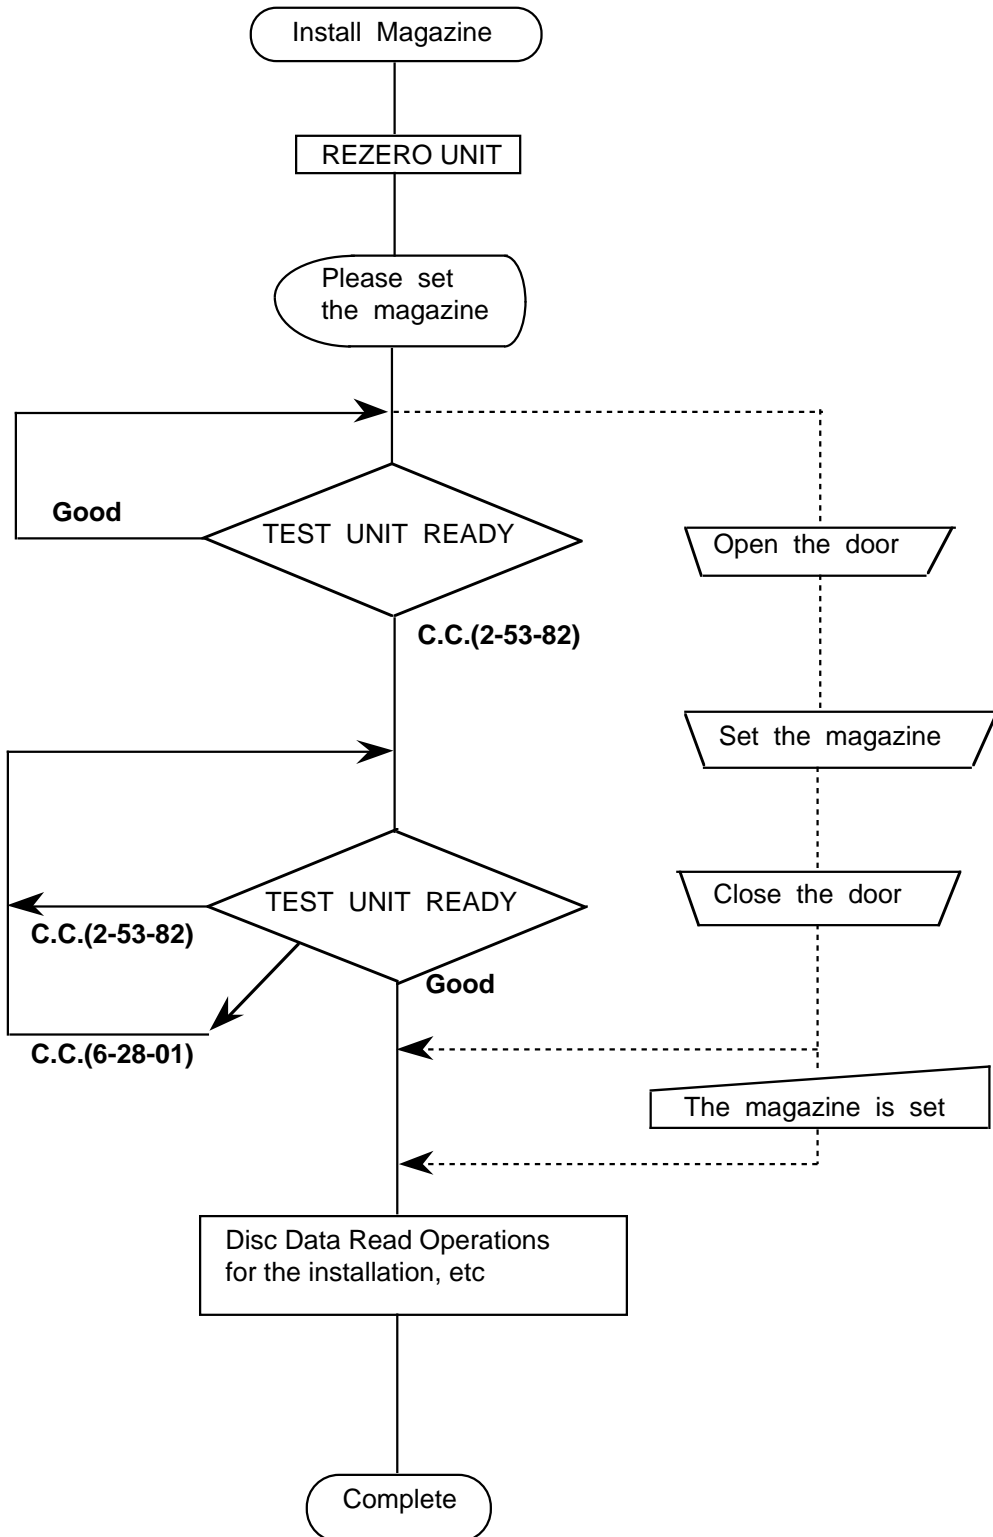 Install Magazine
REZERO UNIT
Please set
the magazine
Good
TEST UNIT READY
C.C.(2-53-82)
Open the door
Set the magazine
Close the door
TEST UNIT READY
C.C.(2-53-82)
Good
C.C.(6-28-01)
The magazine is set
Disc Data Read Operations
for the installation, etc
Complete